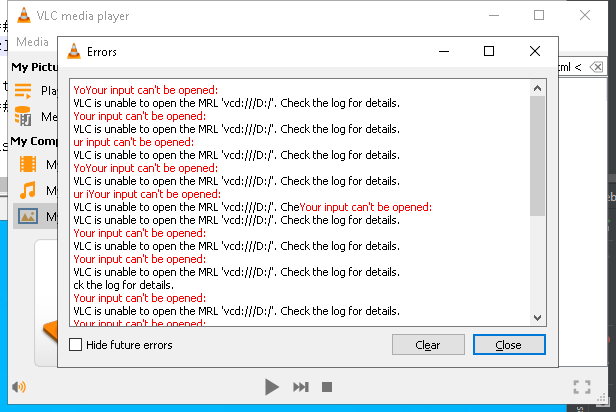 VLC media player
Media
Errors
My Pictu
Play
Me
My Comp
My
My
My
tml <
YoYour input can't be opened:
VLC is unable to open the MRL 'vcd:///D:/'. Check the log for details.
Your input can't be opened:
VLC is unable to open the MRL 'vcd:///D:/'. Check the log for details.
ur input can't be opened:
VLC is unable to open the MRL 'vcd:///D:/'. Check the log for details.
YoYour input can't be opened:
VLC is unable to open the MRL 'vcd:///D:/'. Check the log for details.
ur iYour input can't be opened:
VLC is unable to open the MRL 'vcd:///D:/'. CheYour input can't be opened:
VLC is unable to open the MRL 'vcd:///D:/'. Check the log for details.
Your input can't be opened:
VLC is unable to open the MRL 'vcd:///D:/'. Check the log for details.
Your input can't be opened:
VLC is unable to open the MRL 'vcd:///D:/'. Check the log for details.
ck the log for details.
Your input can't be opened:
VLC is unable to open the MRL 'vcd:///D:/'. Check the log for details.
Your input can't be opened:
Hide future errors
Clear
Close